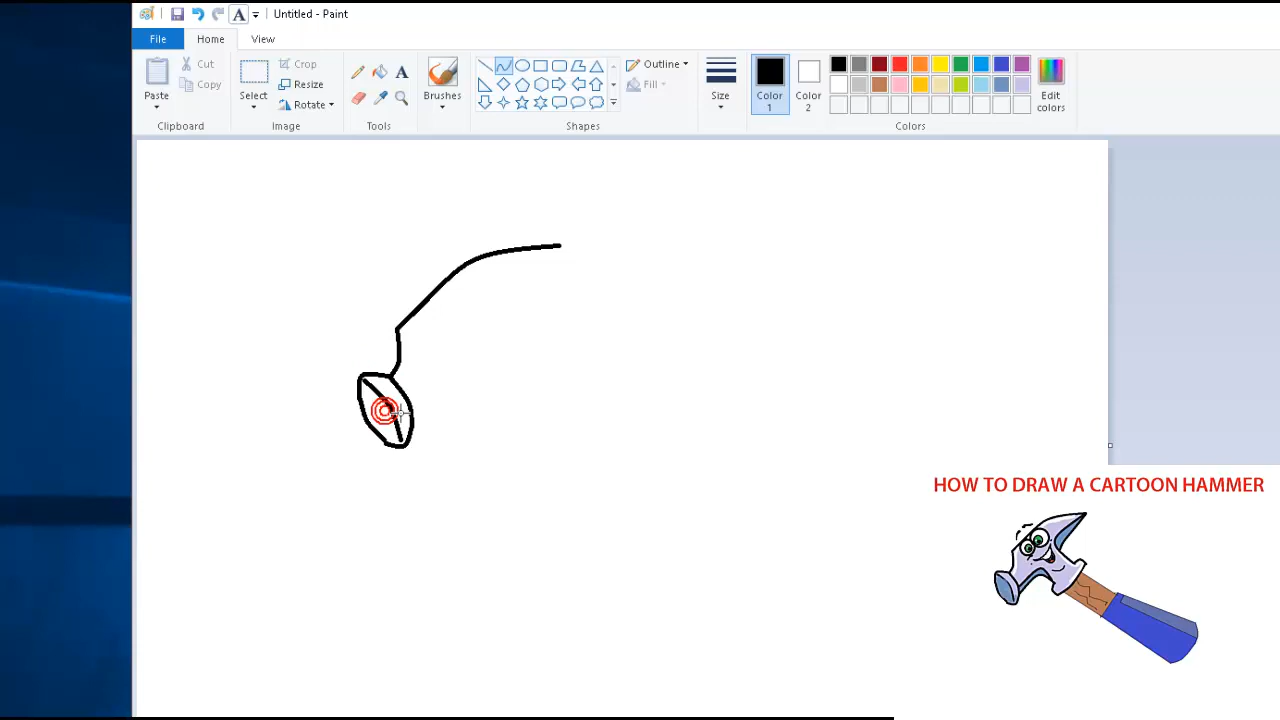 A
Untitled - Paint
File
Home
View
Paste
Cut
Copy
Clipboard
Select
Crop
Resize
Rotate
Image
A
Tools
Brushes
Outline
Fill
Shapes
Size
Color
1
Color
2
Edit
colors
Colors
HOW TO DRAW A CARTOON HAMMER